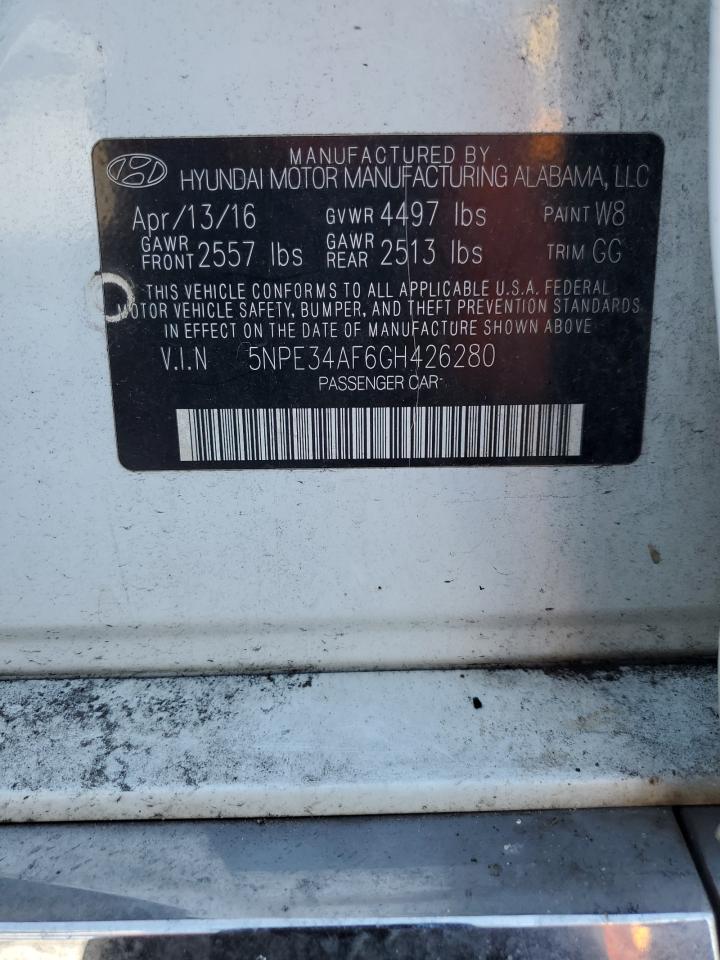 MANUFACTURED BY
HYUNDAI MOTOR MANUFACTURING ALABAMA, LLC
Apr/13/16 GVWR 4497 lbs PAINT W8
GAWR FRONT 2557 lbs GAWR REAR 2513 lbs TRIM GG
THIS VEHICLE CONFORMS TO ALL APPLICABLE U.S.A. FEDERAL
MOTOR VEHICLE SAFETY, BUMPER, AND THEFT PREVENTION STANDARDS
IN EFFECT ON THE DATE OF MANUFACTURE SHOWN ABOVE
V.I.N 5NPE34AF6GH426280
PASSENGER CAR